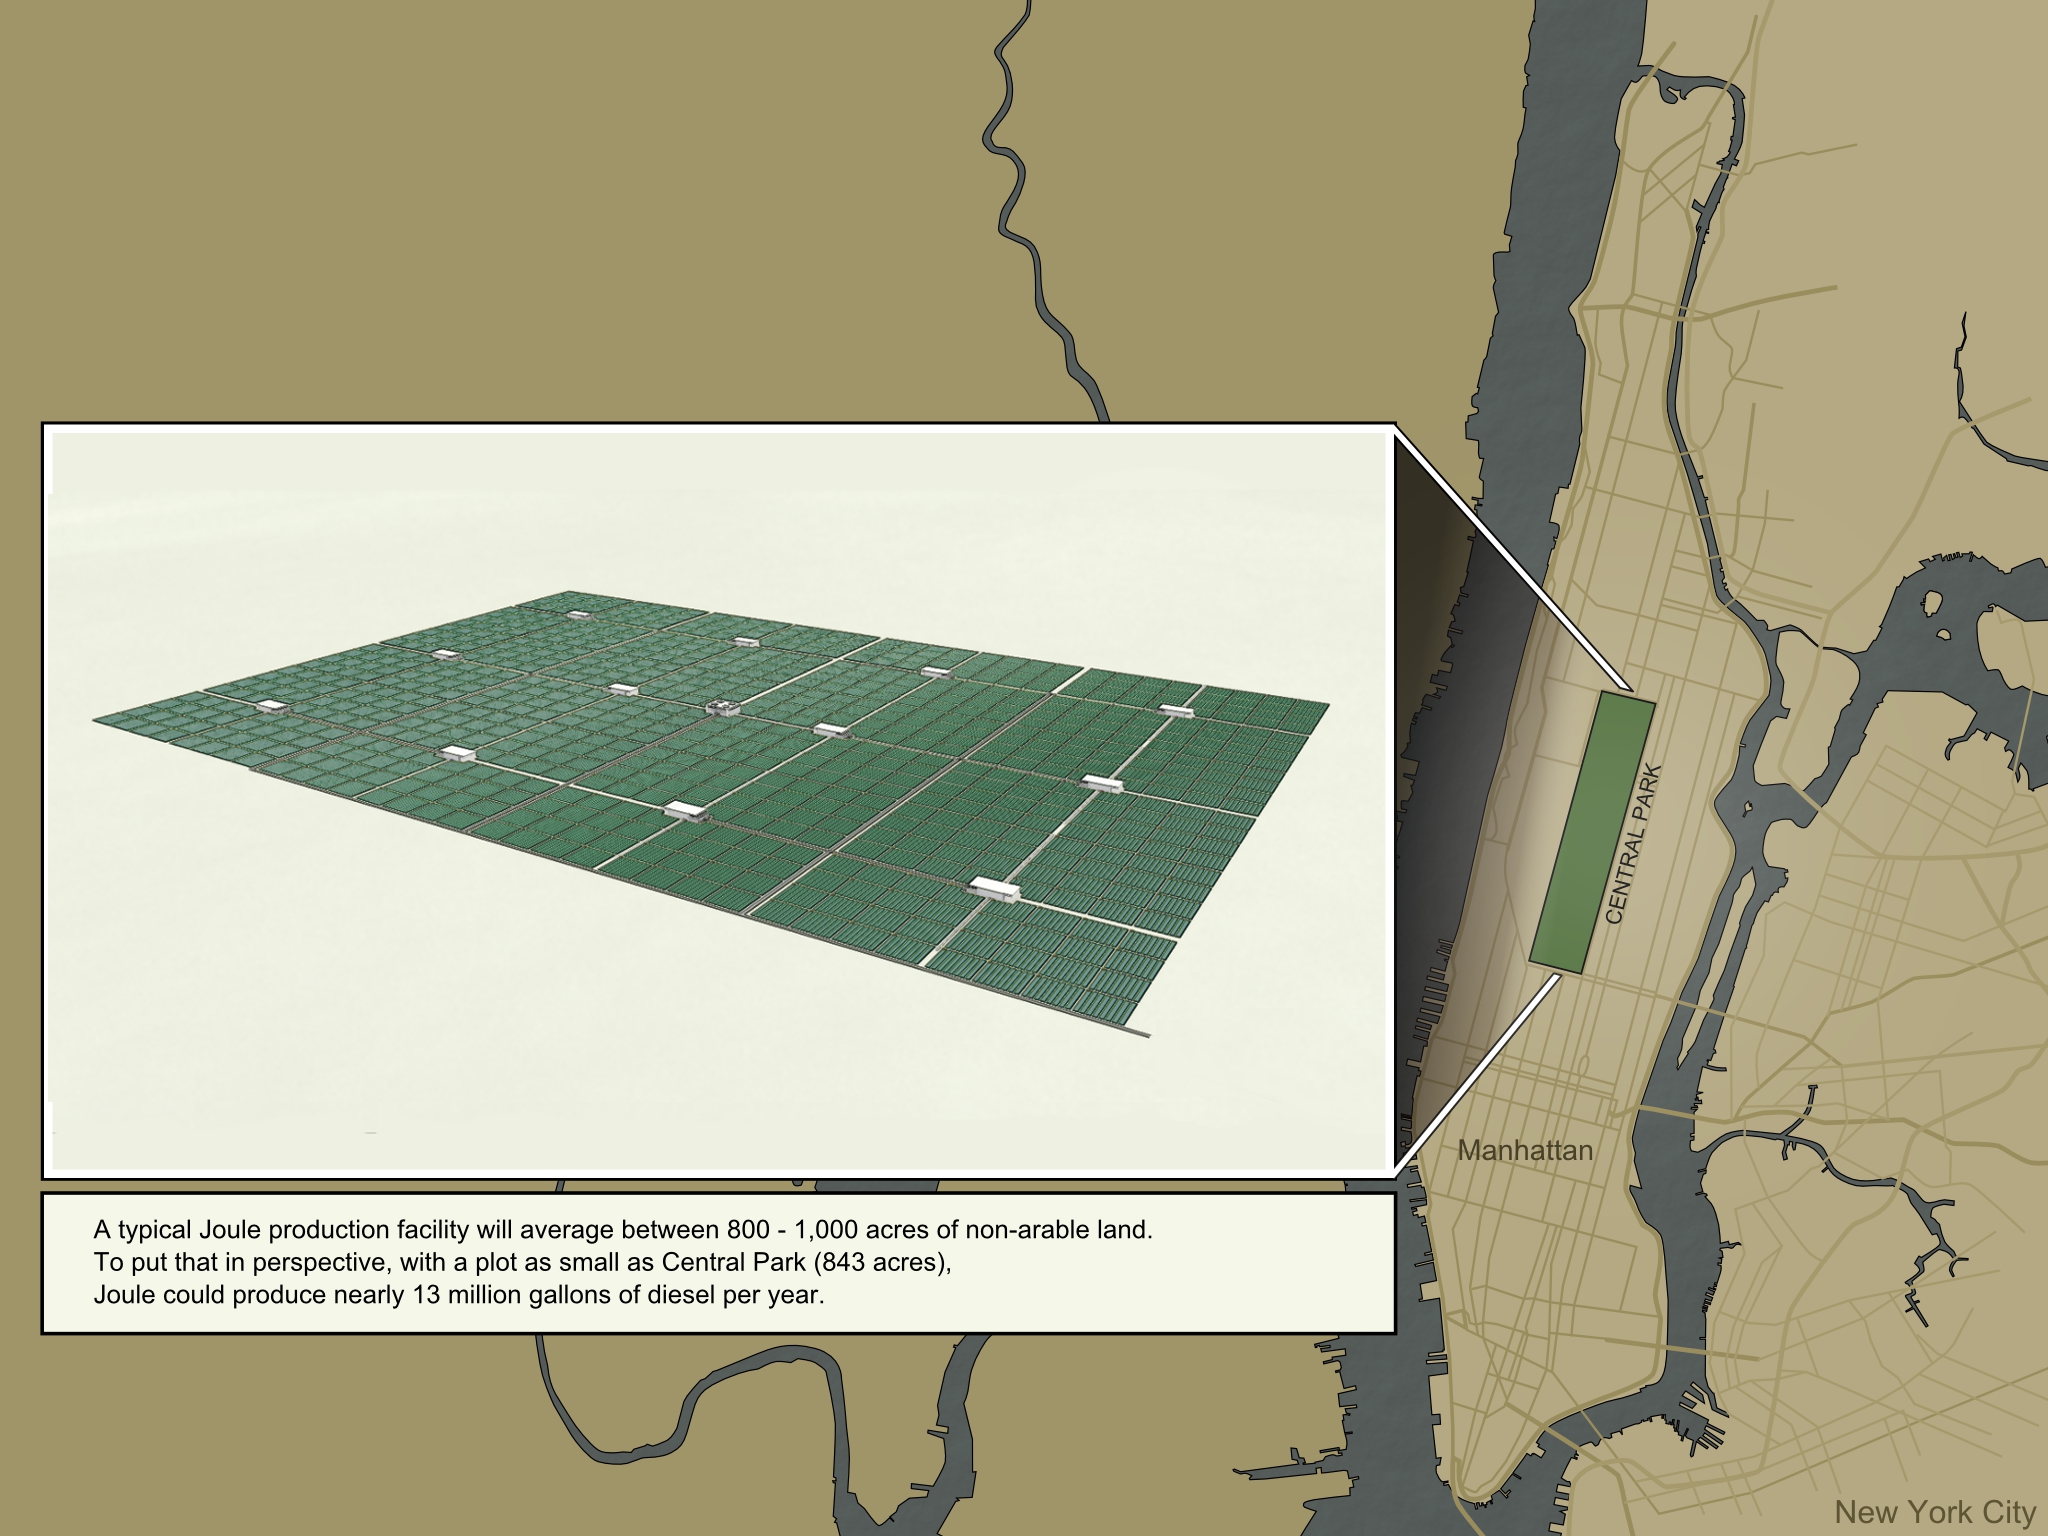 CENTRAL PARK
Manhattan
A typical Joule production facility will average between 800 - 1,000 acres of non-arable land.
To put that in perspective, with a plot as small as Central Park (843 acres),
Joule could produce nearly 13 million gallons of diesel per year.
New York City